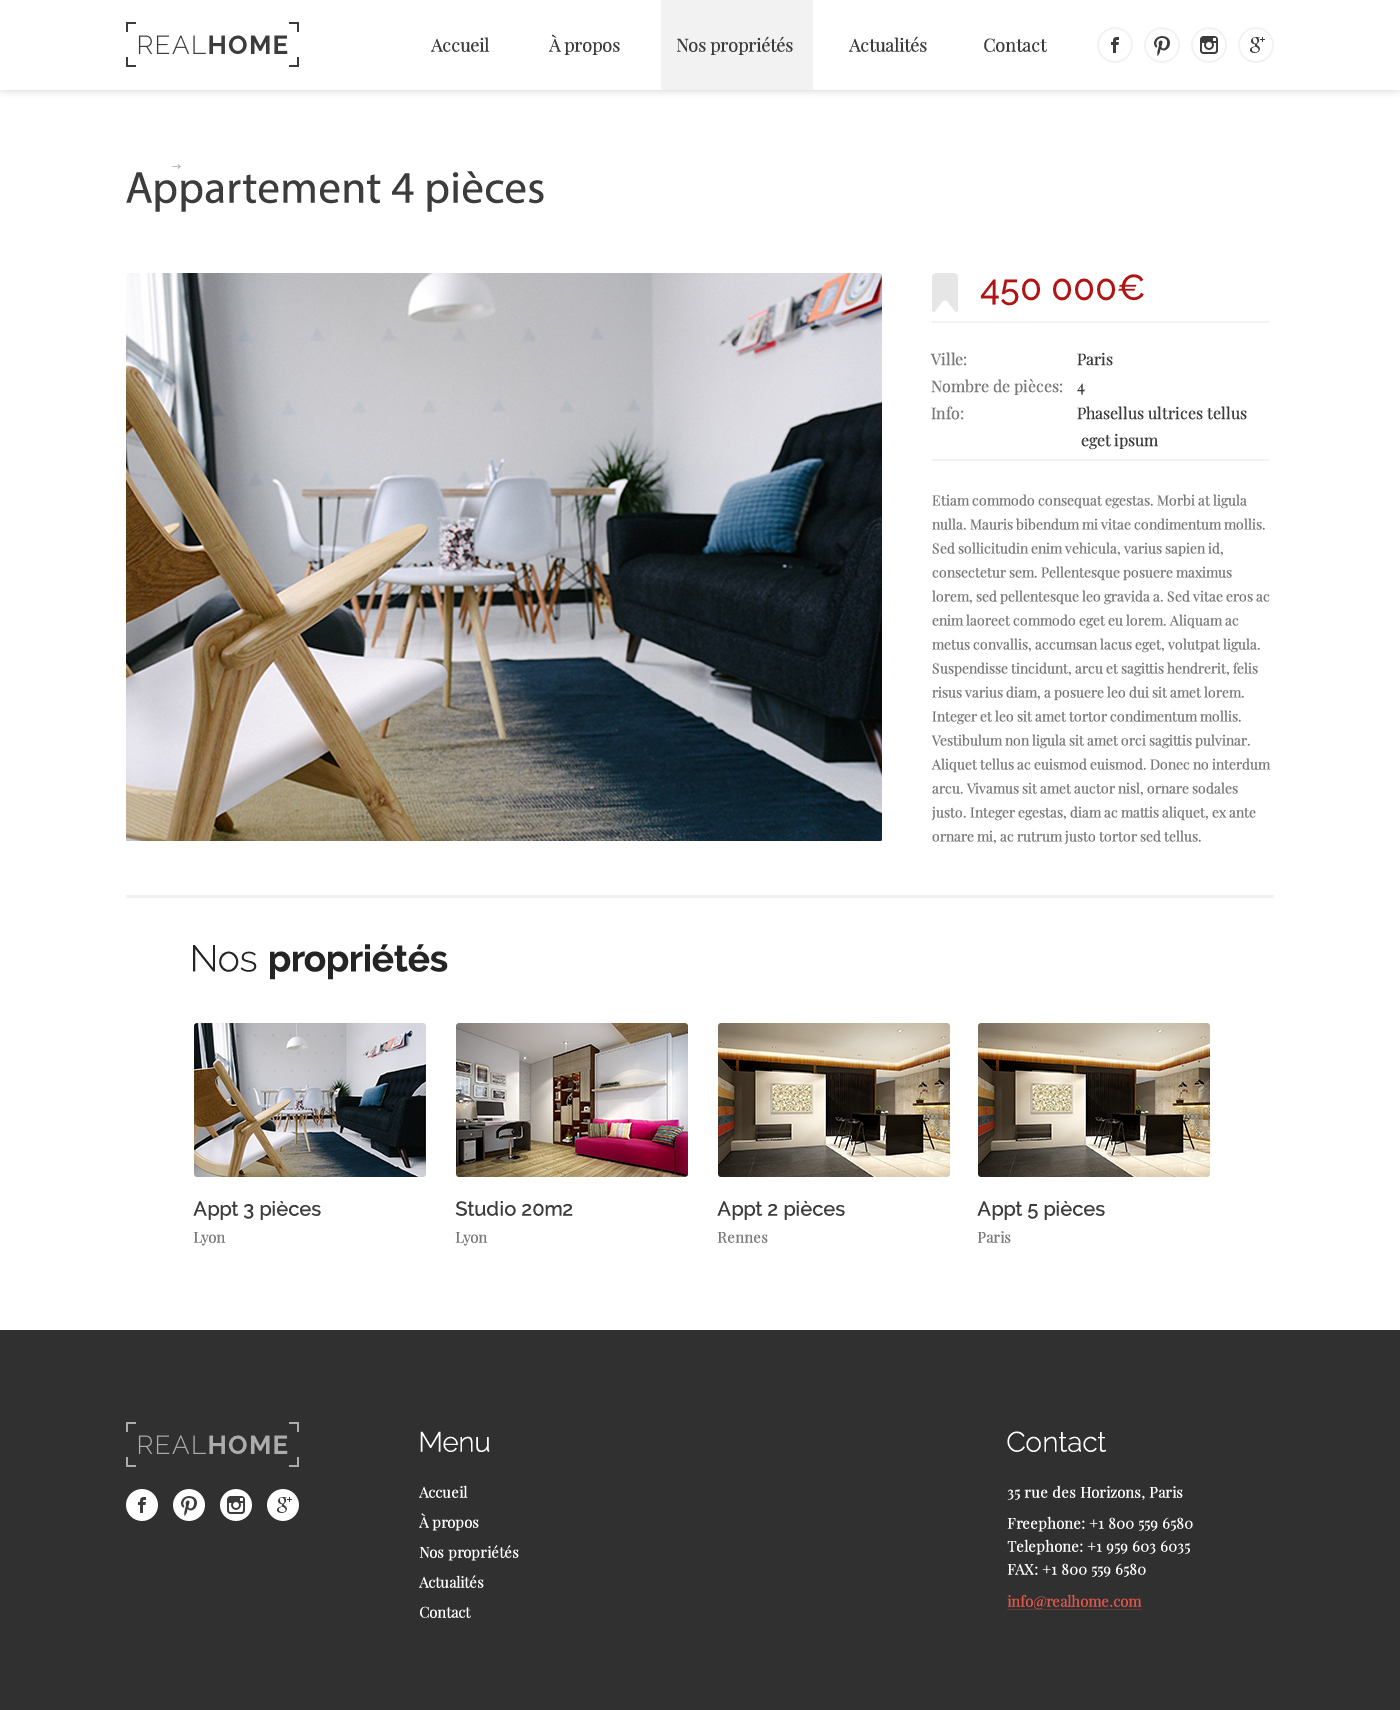 REALHOME
Accueil
À propos
Nos propriétés
Actualités
Contact
→
Appartement 4 pièces
450 000€
Ville: Paris
Nombre de pièces: 4
Info: Phasellus ultrices tellus
eget ipsum
Etiam commodo consequat egestas. Morbi at ligula
nulla. Mauris bibendum mi vitae condimentum mollis.
Sed sollicitudin enim vehicula, varius sapien id,
consectetur sem. Pellentesque posuere maximus
lorem, sed pellentesque leo gravida a. Sed vitae eros ac
enim laoreet commodo eget eu lorem. Aliquam ac
metus convallis, accumsan lacus eget, volutpat ligula.
Suspendisse tincidunt, arcu et sagittis hendrerit, felis
risus varius diam, a posuere leo dui sit amet lorem.
Integer et leo sit amet tortor condimentum mollis.
Vestibulum non ligula sit amet orci sagittis pulvinar.
Aliquet tellus ac euismod euismod. Donec no interdum
arcu. Vivamus sit amet auctor nisl, ornare sodales
justo. Integer egestas, diam ac mattis aliquet, ex ante
ornare mi, ac rutrum justo tortor sed tellus.
Nos propriétés
Appt 3 pièces
Lyon
Studio 20m2
Lyon
Appt 2 pièces
Rennes
Appt 5 pièces
Paris
REALHOME
Menu
Accueil
À propos
Nos propriétés
Actualités
Contact
Contact
35 rue des Horizons, Paris
Freephone: +1 800 559 6580
Telephone: +1 959 603 6035
FAX: +1 800 559 6580
info@realhome.com